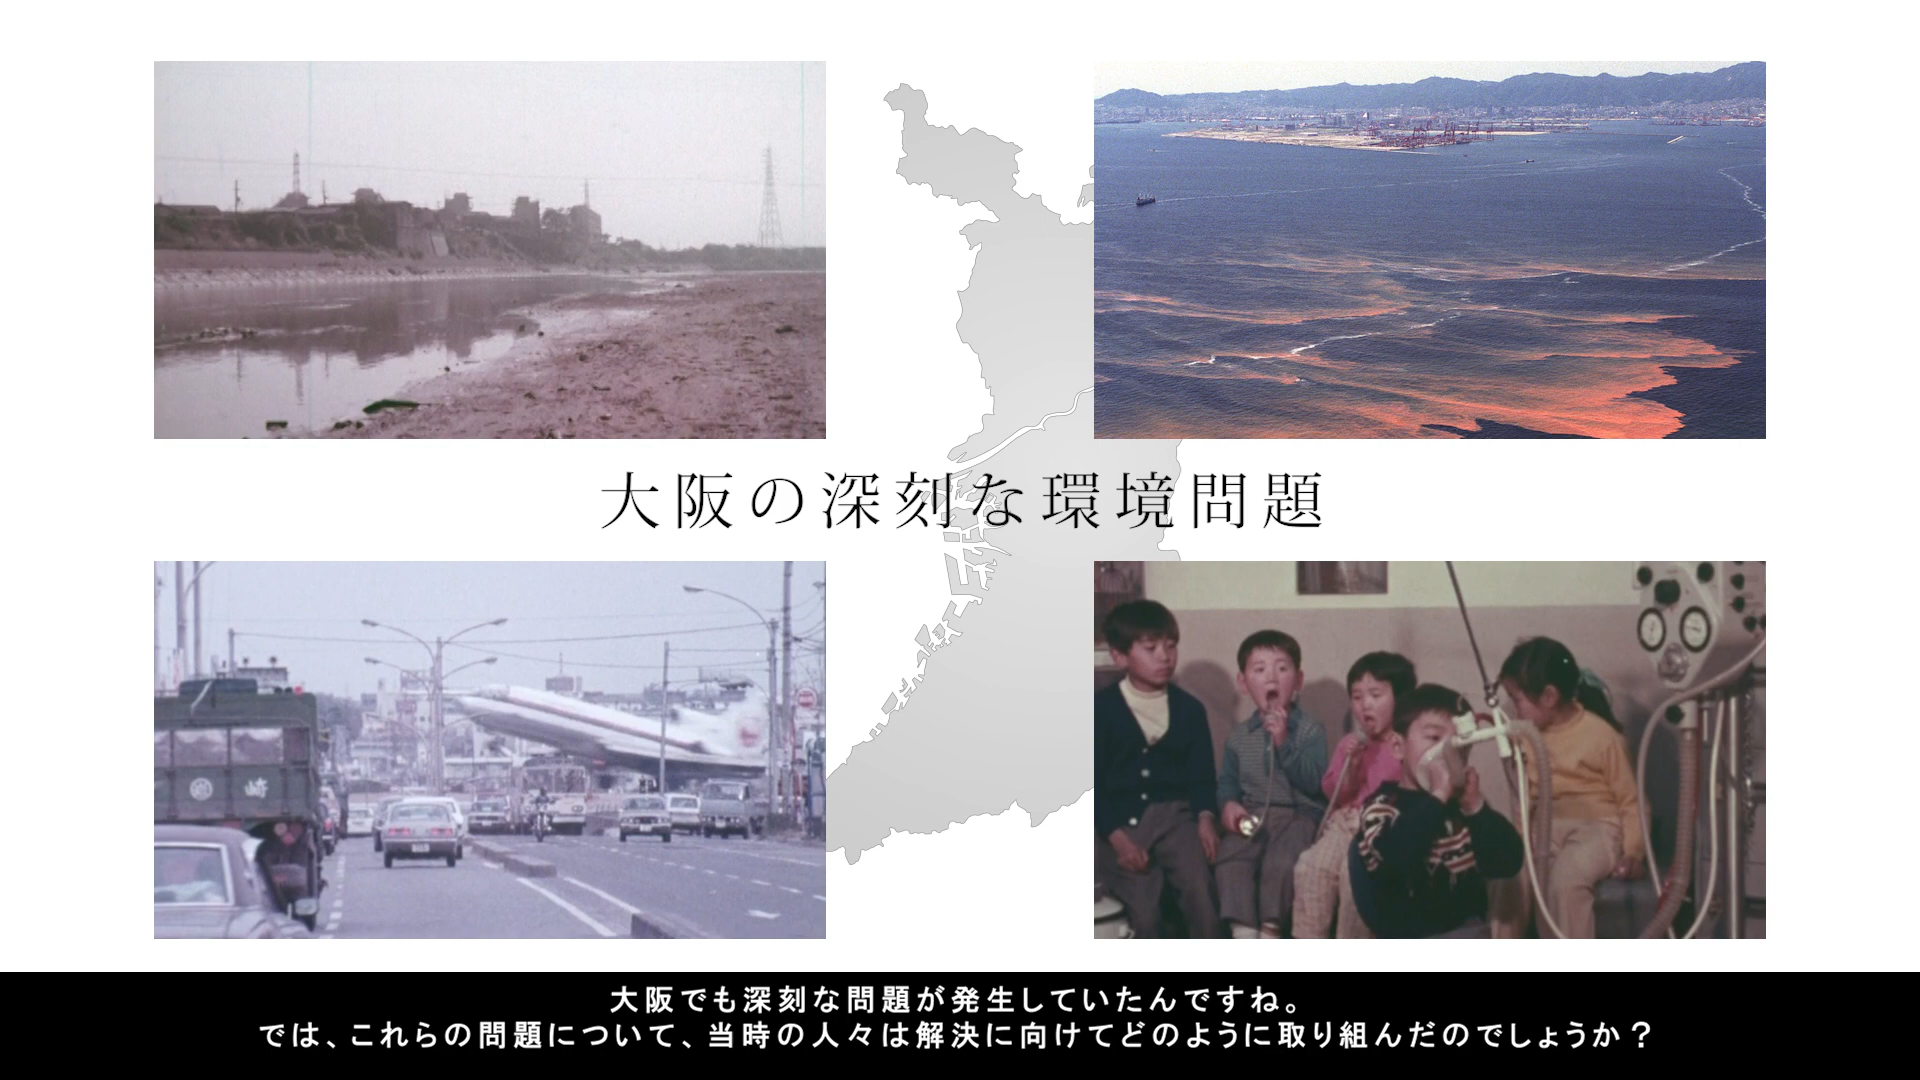 大阪の深刻な環境問題
崎
大阪でも深刻な問題が発生していたんですね。
では、これらの問題について、当時の人々は解決に向けてどのように取り組んだのでしょうか？